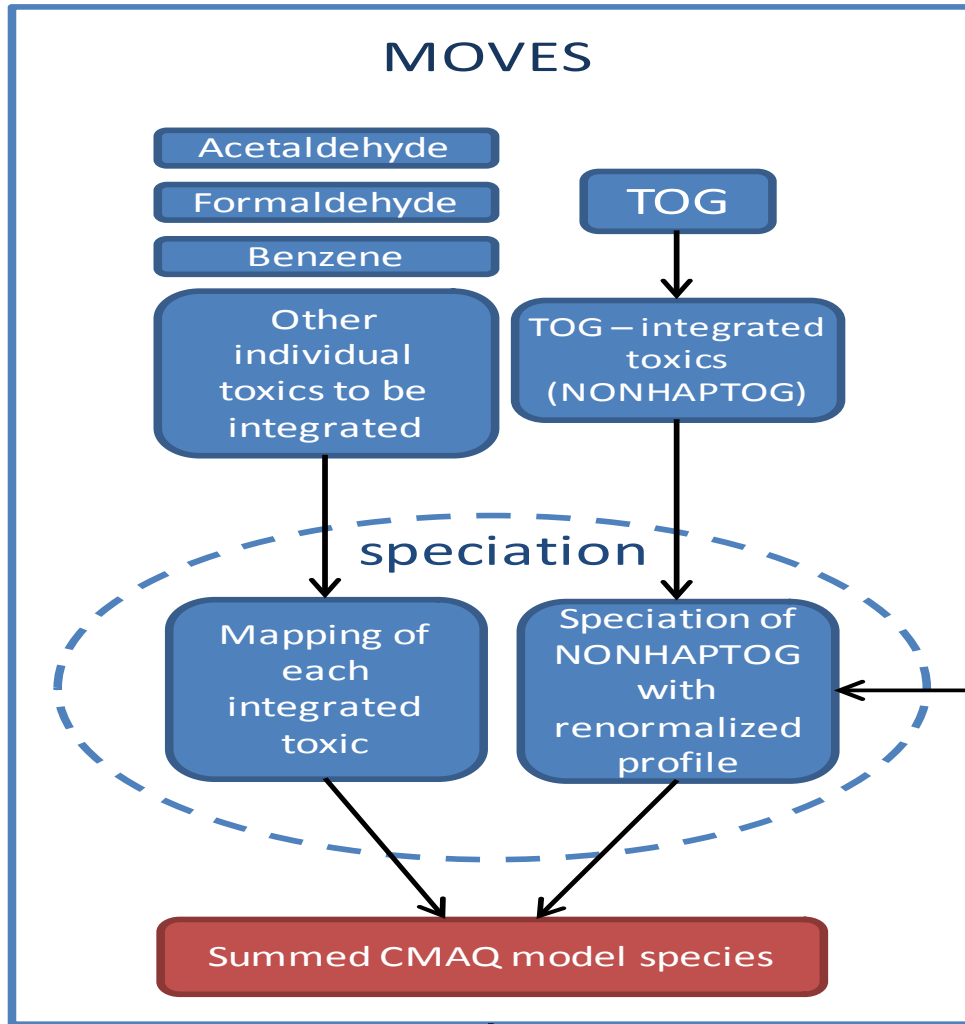 MOVES
Acetaldehyde
Formaldehyde
Benzene
Other
individual
toxics to be
integrated
TOG
TOG – integrated
toxics
(NONHAPTOG)
speciation
Mapping of
each
integrated
toxic
Speciation of
NONHAPTOG
with
renormalized
profile
Summed CMAQ model species